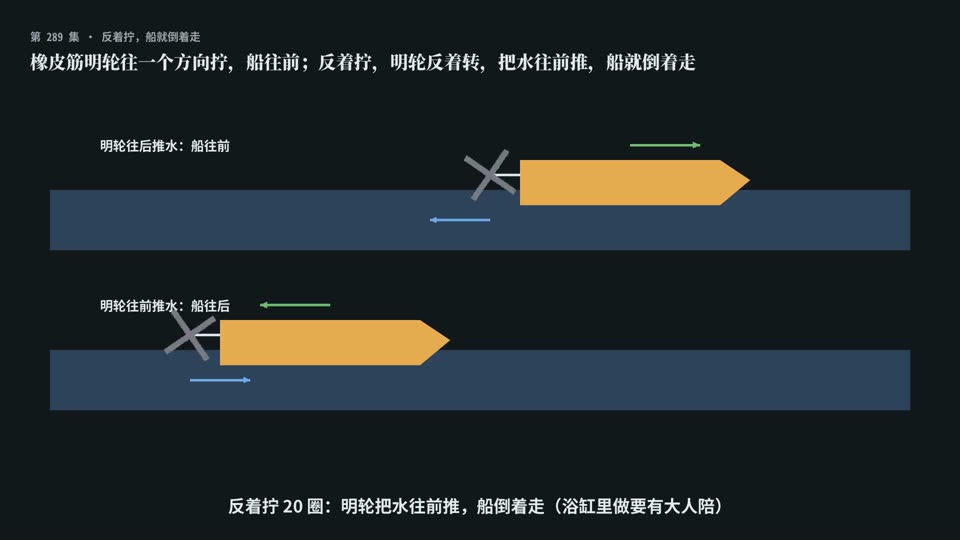 第 289 集 · 反着拧，船就倒着走
橡皮筋明轮往一个方向拧，船往前；反着拧，明轮反着转，把水往前推，船就倒着走
明轮往后推水：船往前
明轮往前推水：船往后
反着拧 20 圈：明轮把水往前推，船倒着走（浴缸里做要有大人陪）